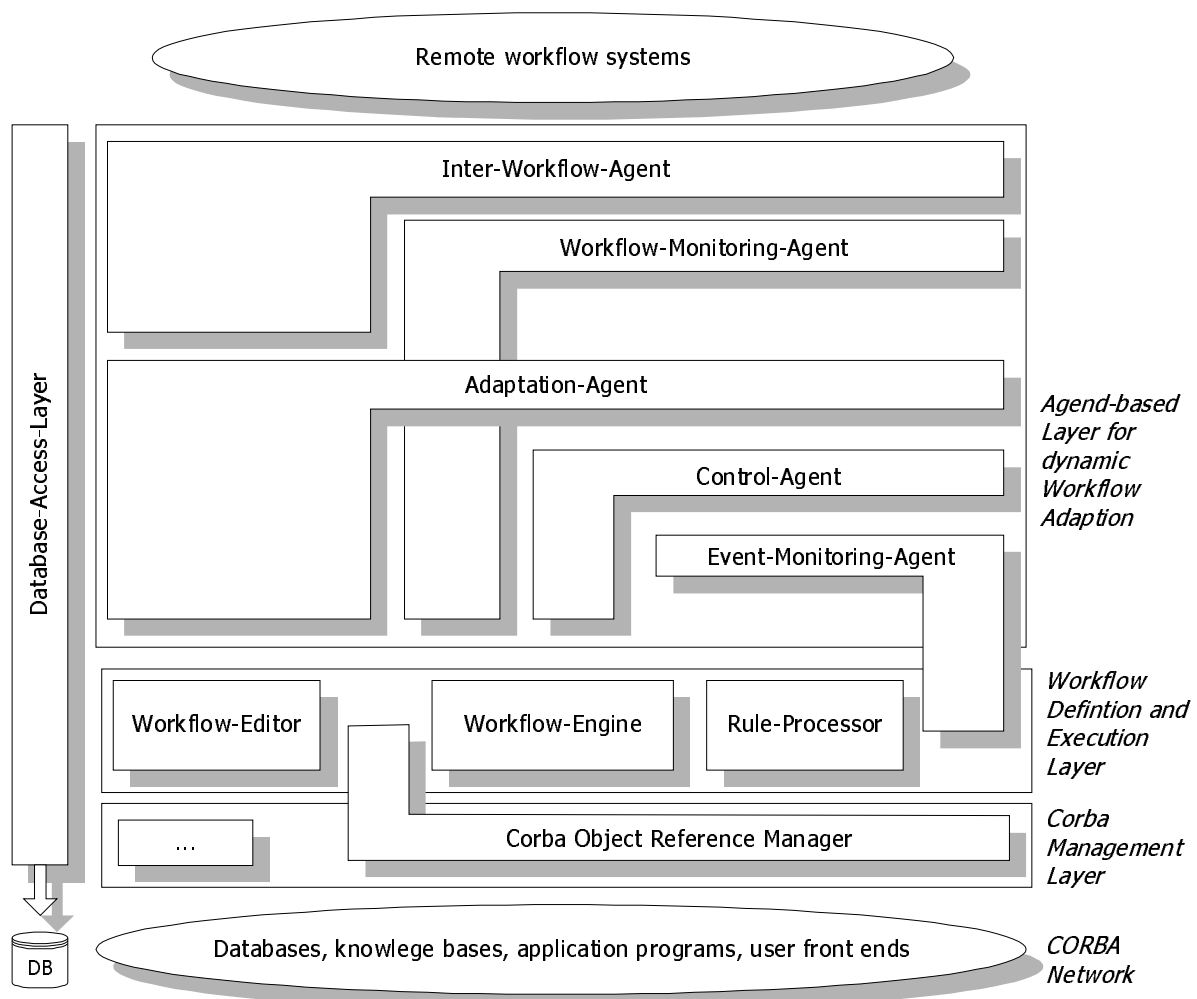 Remote workflow systems
Inter-Workflow-Agent
Workflow-Monitoring-Agent
Adaptation-Agent
Control-Agent
Event-Monitoring-Agent
Agend-based
Layer for
dynamic
Workflow
Adaption
Database-Access-Layer
Workflow-Editor
Workflow-Engine
Rule-Processor
Workflow
Defintion and
Execution
Layer
...
Corba Object Reference Manager
Corba
Management
Layer
DB
Databases, knowlege bases, application programs, user front ends
CORBA
Network